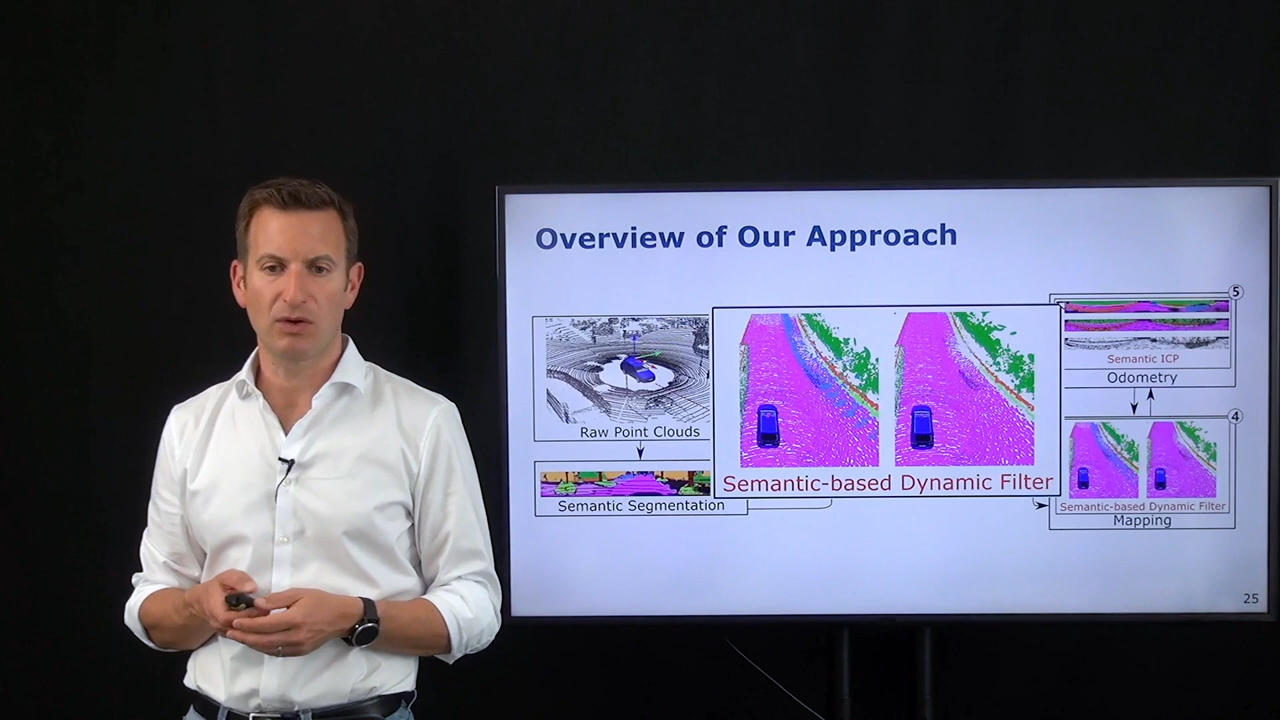 Overview of Our Approach
Raw Point Clouds
Semantic Segmentation
Semantic-based Dynamic Filter
5
Semantic ICP
Odometry
4
Semantic-based Dynamic Filter
Mapping
25